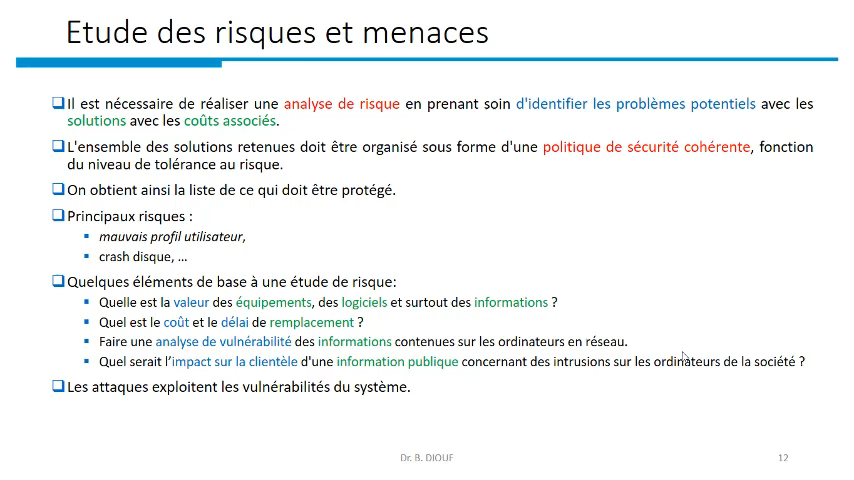 Etude des risques et menaces
Il est nécessaire de réaliser une analyse de risque en prenant soin d'identifier les problèmes potentiels avec les
solutions avec les coûts associés.
L'ensemble des solutions retenues doit être organisé sous forme d'une politique de sécurité cohérente, fonction
du niveau de tolérance au risque.
On obtient ainsi la liste de ce qui doit être protégé.
Principaux risques :
mauvais profil utilisateur,
crash disque, ...
Quelques éléments de base à une étude de risque:
Quelle est la valeur des équipements, des logiciels et surtout des informations ?
Quel est le coût et le délai de remplacement ?
Faire une analyse de vulnérabilité des informations contenues sur les ordinateurs en réseau.
Quel serait l'impact sur la clientèle d'une information publique concernant des intrusions sur les ordinateurs de la société ?
Les attaques exploitent les vulnérabilités du système.
Dr. B. DIOUF
12